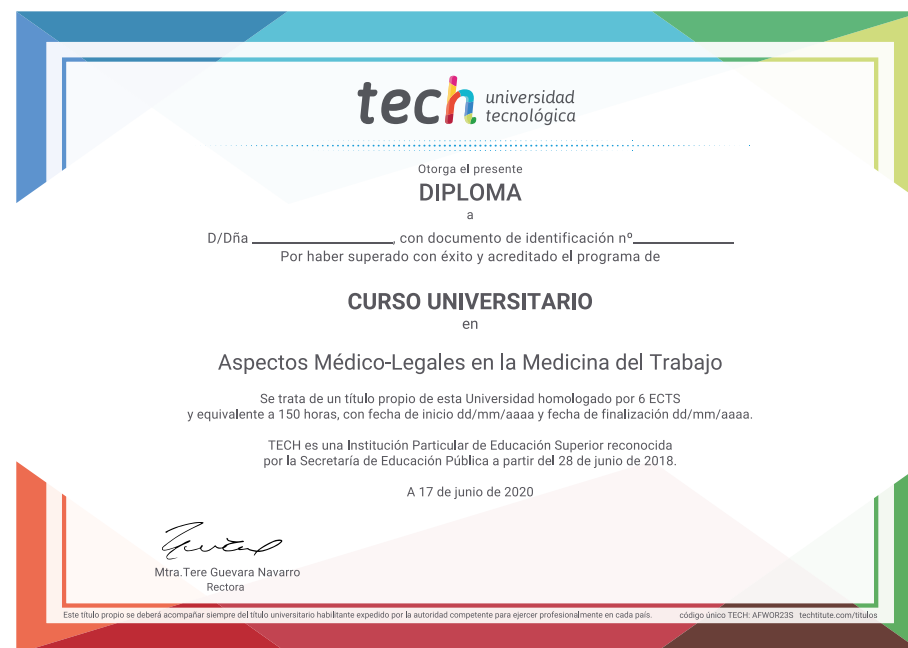 tech universidad
tecnológica
Otorga el presente
DIPLOMA
a
D/Dña ____________________, con documento de identificación nº______________
Por haber superado con éxito y acreditado el programa de
CURSO UNIVERSITARIO
en
Aspectos Médico-Legales en la Medicina del Trabajo
Se trata de un título propio de esta Universidad homologado por 6 ECTS
y equivalente a 150 horas, con fecha de inicio dd/mm/aaaa y fecha de finalización dd/mm/aaaa.
TECH es una Institución Particular de Educación Superior reconocida
por la Secretaría de Educación Pública a partir del 28 de junio de 2018.
A 17 de junio de 2020
Mtra.Tere Guevara Navarro
Rectora
Este título propio se deberá acompañar siempre del título universitario habilitante expedido por la autoridad competente para ejercer profesionalmente en cada país. código único TECH: AFWOR23S techtitute.com/titulos